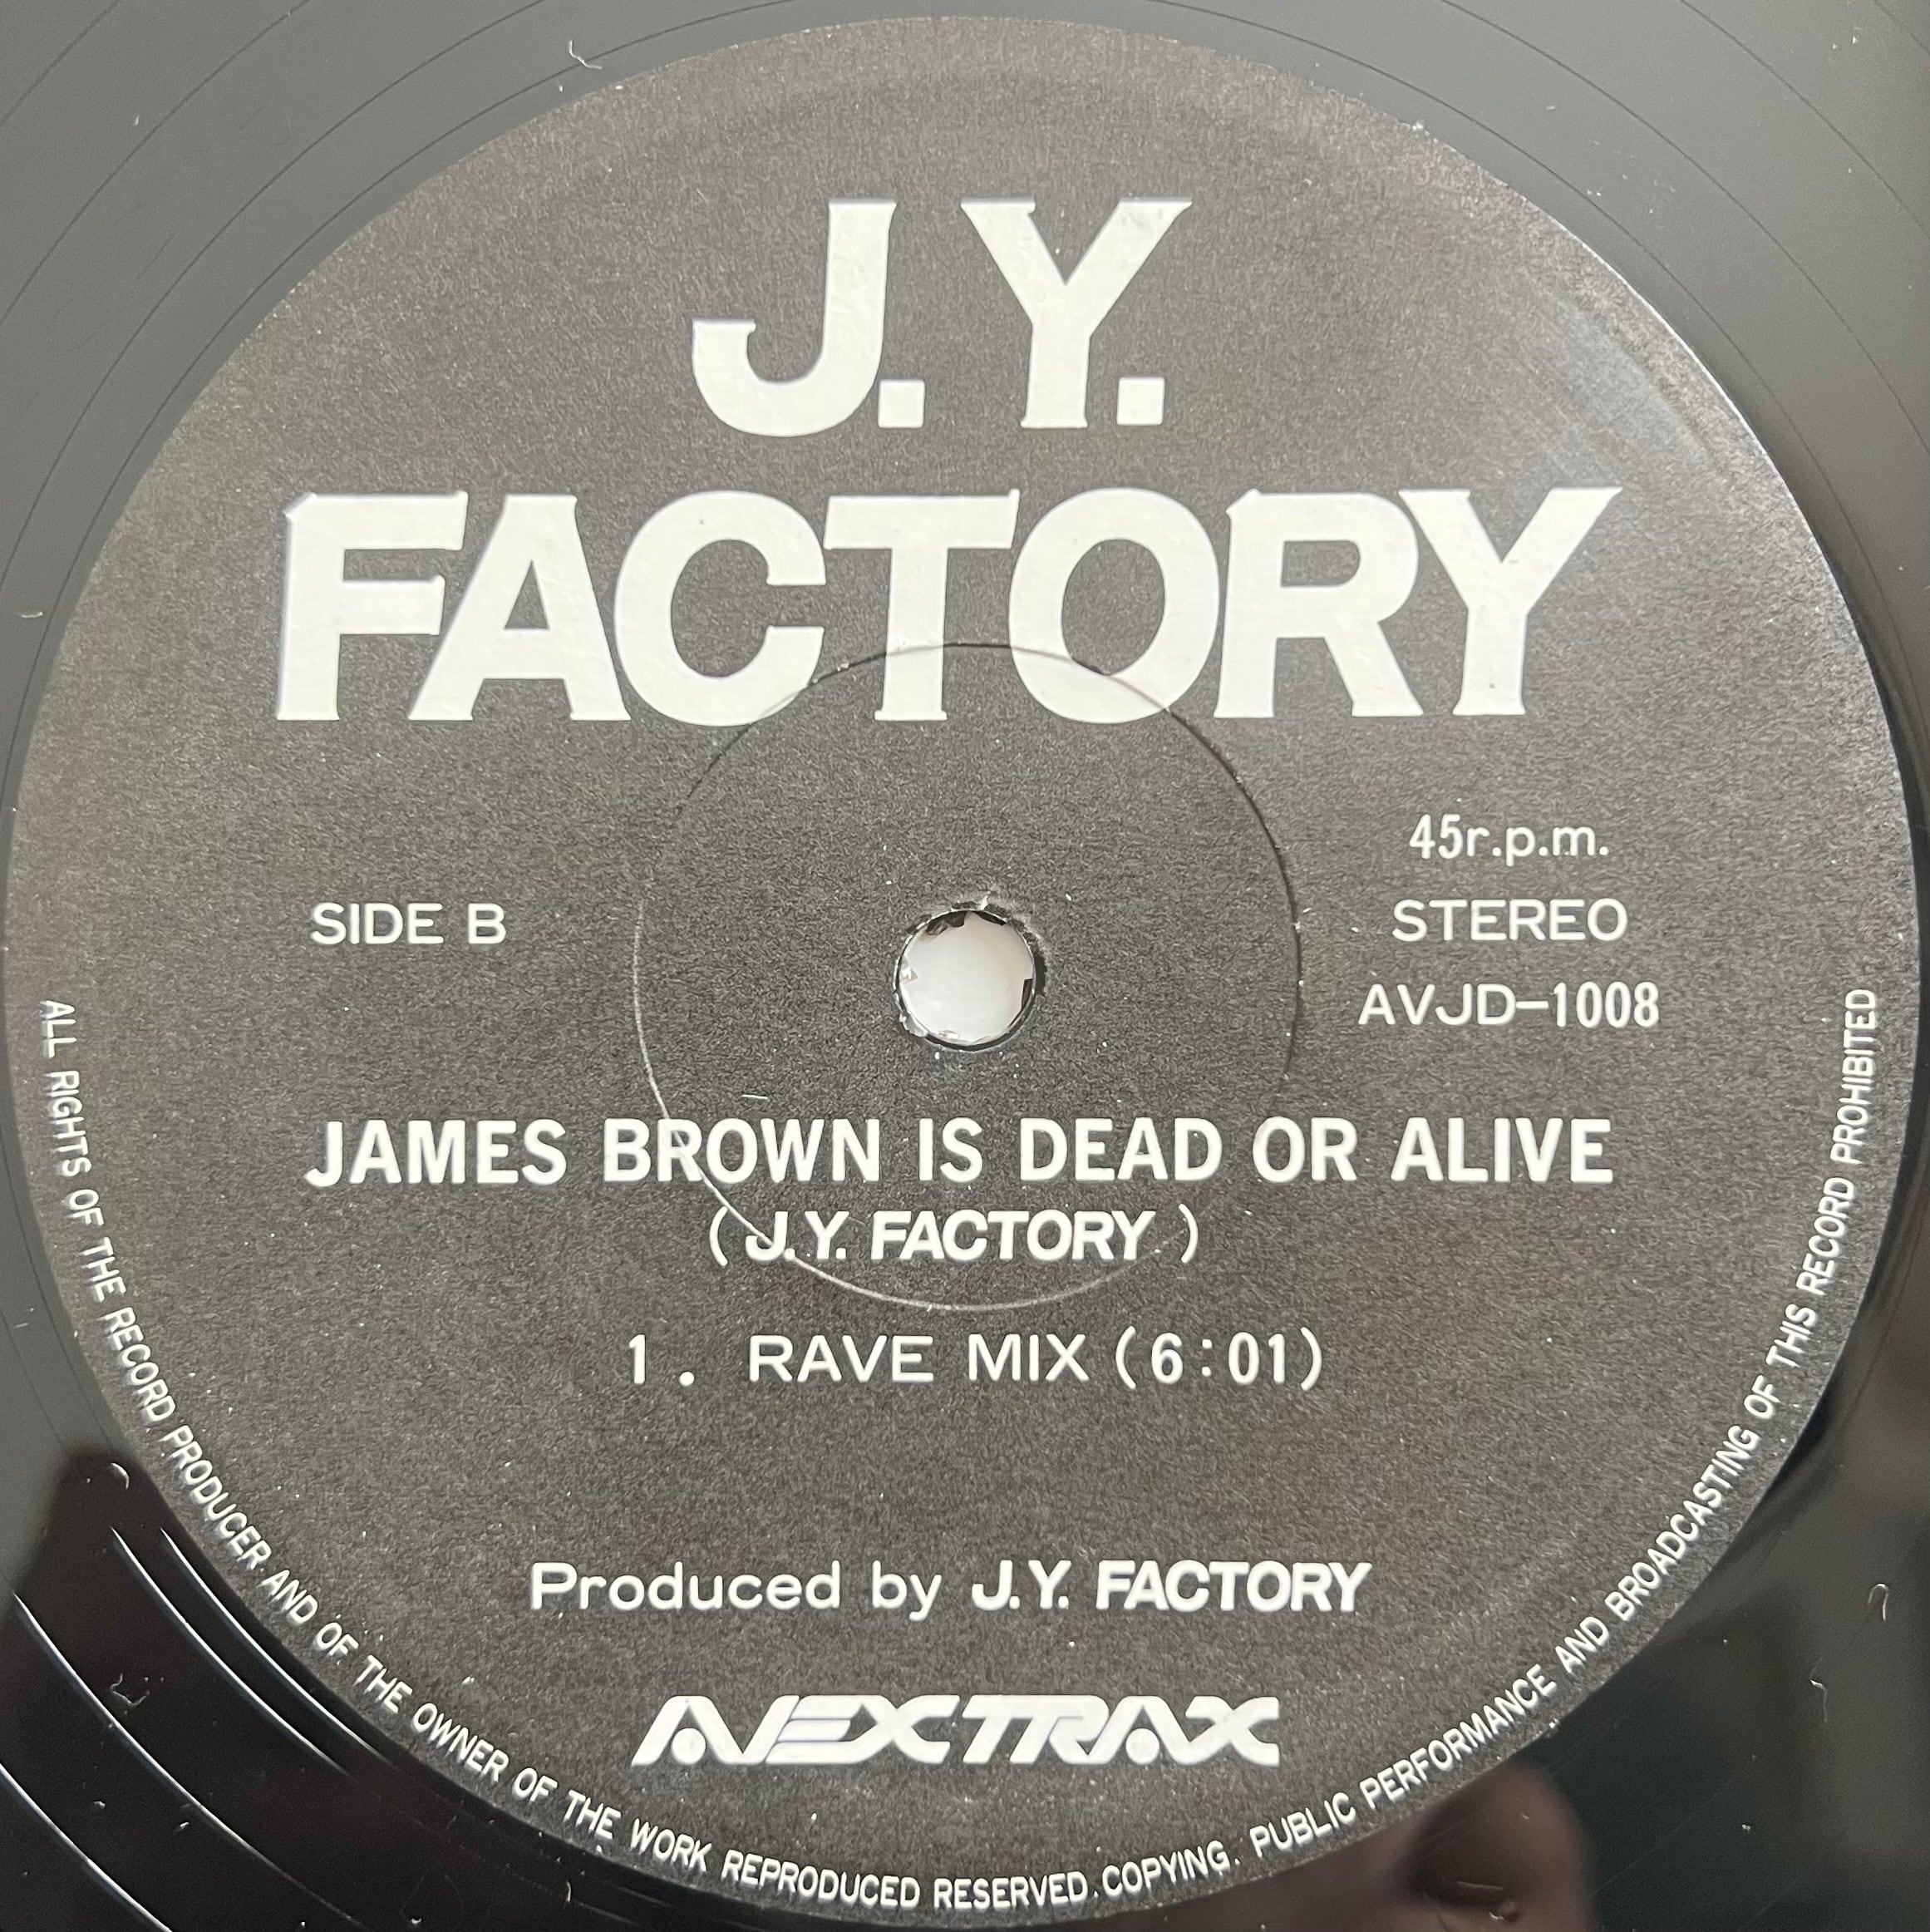 J.Y.
FACTORY
45r.p.m.
SIDE B
STEREO
AVJD-1008
JAMES BROWN IS DEAD OR ALIVE
( J.Y. FACTORY )
1. RAVE MIX (6:01)
Produced by J.Y. FACTORY
NEXTRAX
ALL RIGHTS OF THE RECORD PRODUCER AND OF THE OWNER OF THE WORK REPRODUCED RESERVED. COPYING. PUBLIC PERFORMANCE AND BROADCASTING OF THIS RECORD PROHIBITED